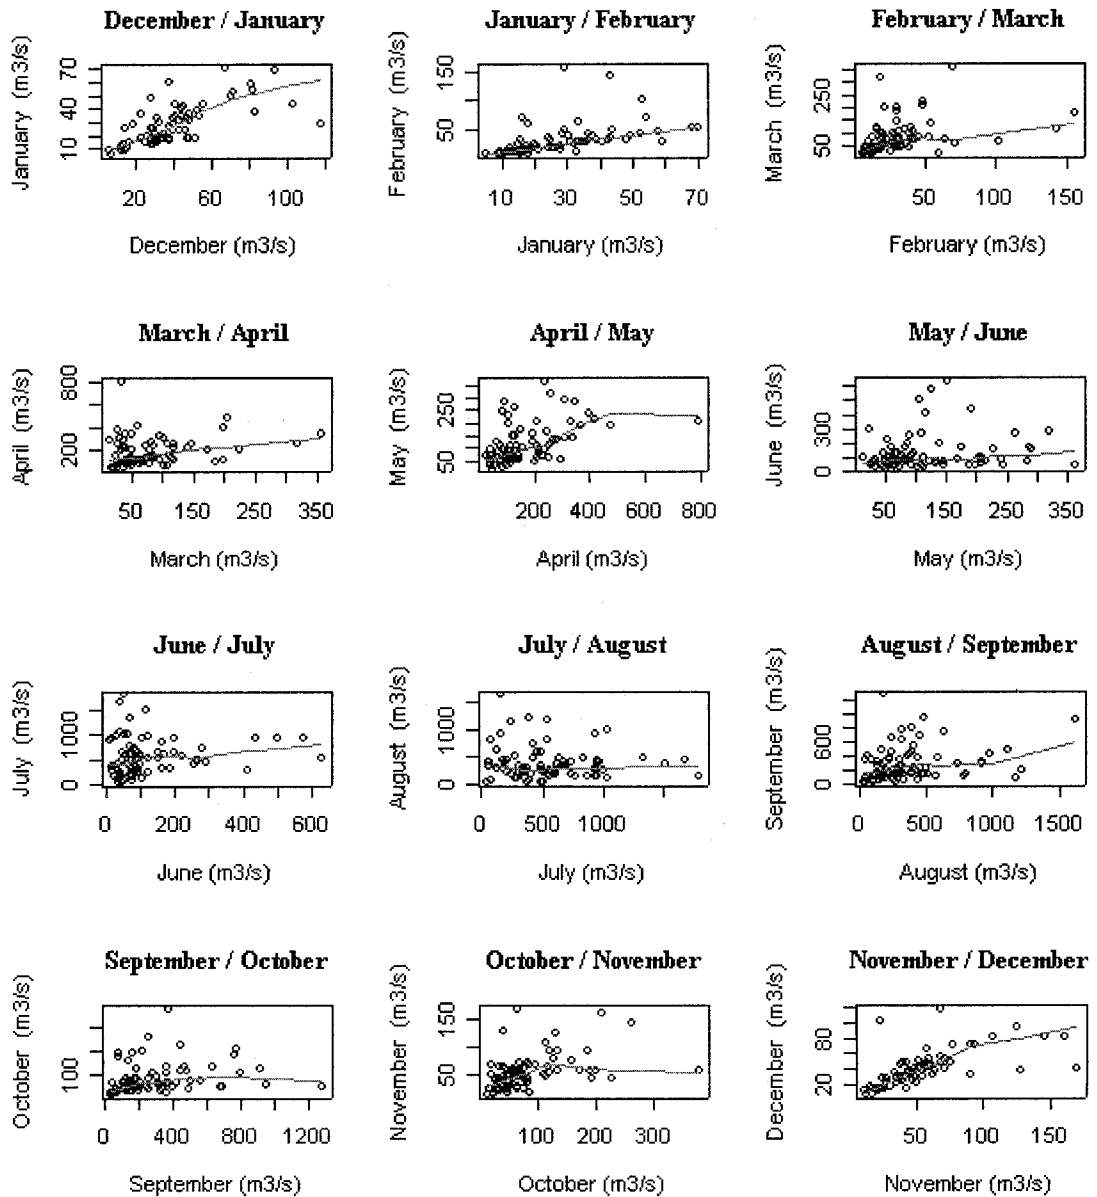 December / January
January / February
February / March
January (m3/s)
10 40 70
20 60 100
December (m3/s)
February (m3/s)
50 150
10 30 50 70
January (m3/s)
March (m3/s)
50 250
50 100 150
February (m3/s)
March / April
April / May
May / June
April (m3/s)
200 800
50 150 250 350
March (m3/s)
May (m3/s)
50 250
200 400 600 800
April (m3/s)
June (m3/s)
0 300
50 150 250 350
May (m3/s)
June / July
July / August
August / September
July (m3/s)
0 1000
0 200 400 600
June (m3/s)
August (m3/s)
0 1000
0 500 1000
July (m3/s)
September (m3/s)
0 600
0 500 1000 1500
August (m3/s)
September / October
October / November
November / December
October (m3/s)
100
0 400 800 1200
September (m3/s)
November (m3/s)
50 150
100 200 300
October (m3/s)
December (m3/s)
20 80
50 100 150
November (m3/s)